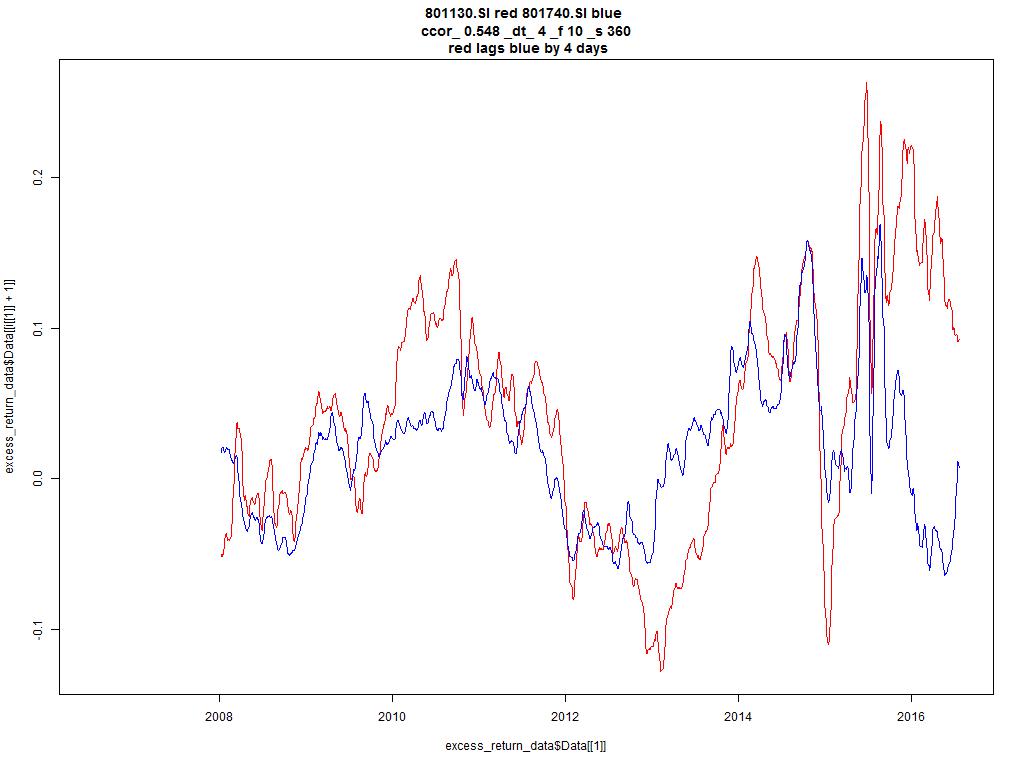 801130.SI red 801740.SI blue
ccor_ 0.548 _dt_ 4 _f 10 _s 360
red lags blue by 4 days
excess_return_data$Data[[i[1]] + 1]]
0.2
0.1
0.0
-0.1
2008 2010 2012 2014 2016
excess_return_data$Data[[1]]